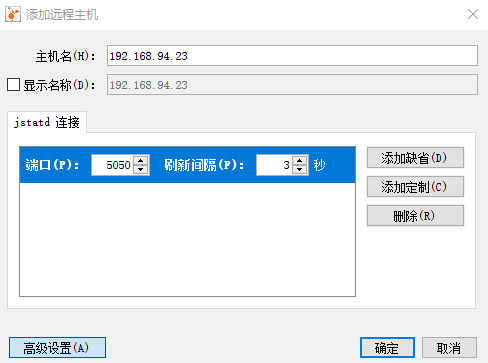 添加远程主机
主机名(H)： 192.168.94.23
显示名称(D)： 192.168.94.23
jstatd 连接
端口(P)： 5050 刷新间隔(F)： 3 秒
添加缺省(D)
添加定制(C)
删除(R)
高级设置(A) 确定 取消